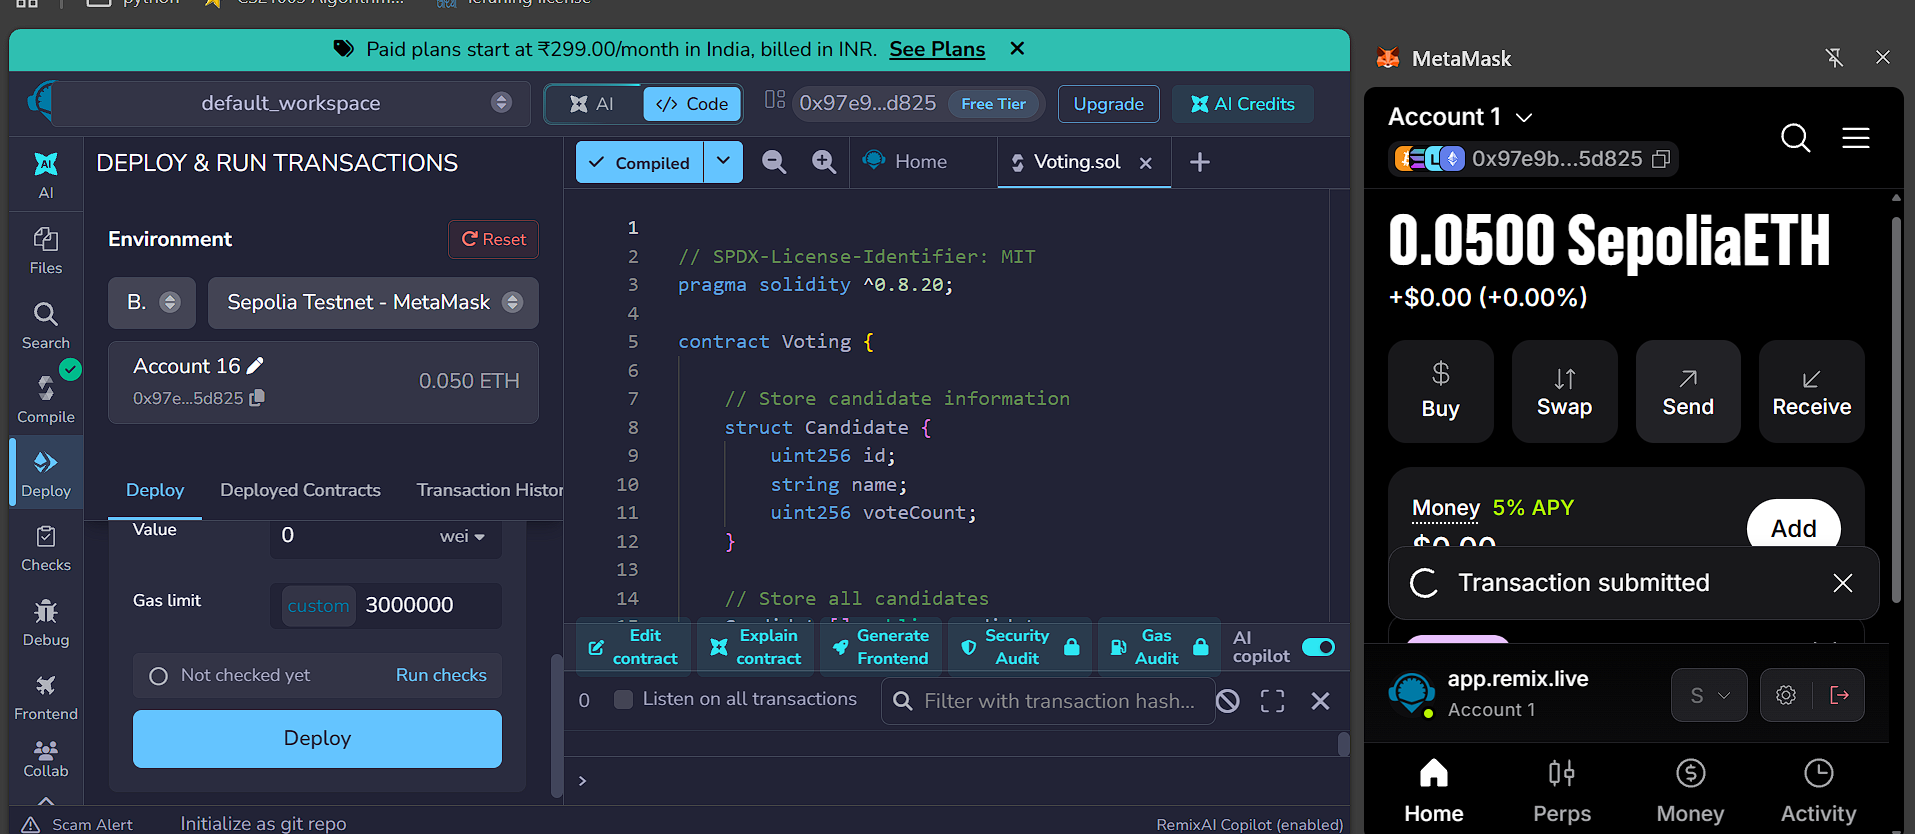 python
Paid plans start at ₹299.00/month in India, billed in INR. See Plans
default_workspace
AI
Code
0x97e9...d825
Free Tier
Upgrade
AI Credits
AI
Files
Search
Compile
Deploy
Checks
Debug
Frontend
Collab
DEPLOY & RUN TRANSACTIONS
Environment
Reset
B.
Sepolia Testnet - MetaMask
Account 16
0x97e...5d825
0.050 ETH
Deploy
Deployed Contracts
Transaction Histor
Value
0
wei
Gas limit
custom
3000000
Not checked yet
Run checks
Deploy
Compiled
Home
Voting.sol
1
2 // SPDX-License-Identifier: MIT
3 pragma solidity ^0.8.20;
4
5 contract Voting {
6
7 // Store candidate information
8 struct Candidate {
9 uint256 id;
10 string name;
11 uint256 voteCount;
12 }
13
14 // Store all candidates
Edit contract
Explain contract
Generate Frontend
Security Audit
Gas Audit
AI copilot
0
Listen on all transactions
Filter with transaction hash...
>
Scam Alert
Initialize as git repo
RemixAI Copilot (enabled)
MetaMask
Account 1
0x97e9b...5d825
0.0500 SepoliaETH
+$0.00 (+0.00%)
Buy
Swap
Send
Receive
Money 5% APY
$0.00
Add
Transaction submitted
app.remix.live
Account 1
S
Home
Perps
Money
Activity